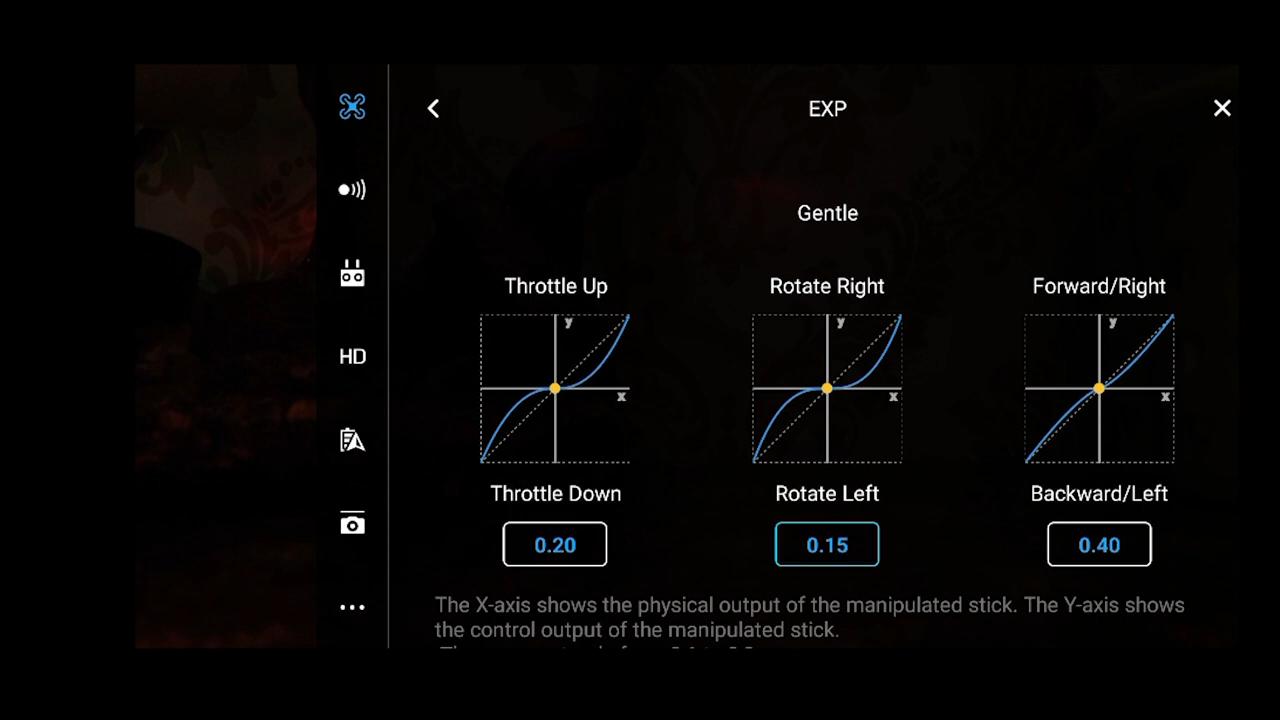 EXP
Gentle
Throttle Up
Rotate Right
Forward/Right
y
y
y
x
x
x
HD
Throttle Down
Rotate Left
Backward/Left
0.20
0.15
0.40
The X-axis shows the physical output of the manipulated stick. The Y-axis shows
the control output of the manipulated stick.